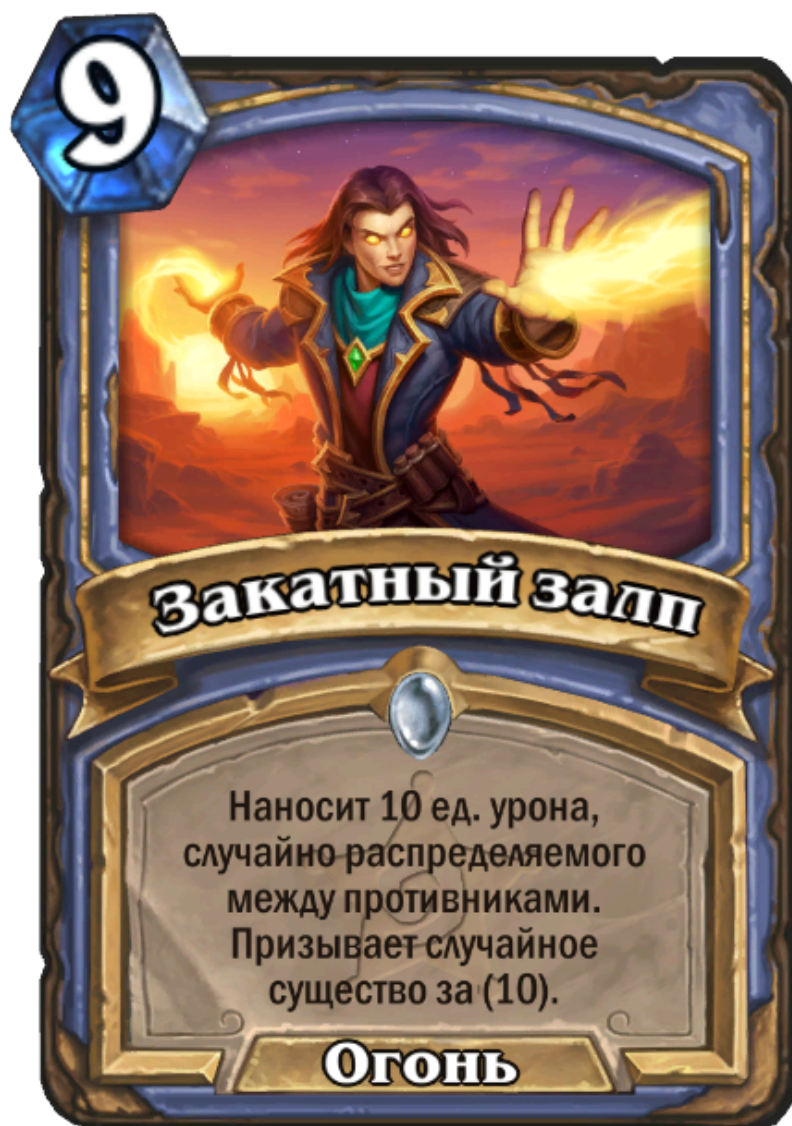 9
Закатный залп
Наносит 10 ед. урона,
случайно распределяемого
между противниками.
Призывает случайное
существо за (10).
Огонь